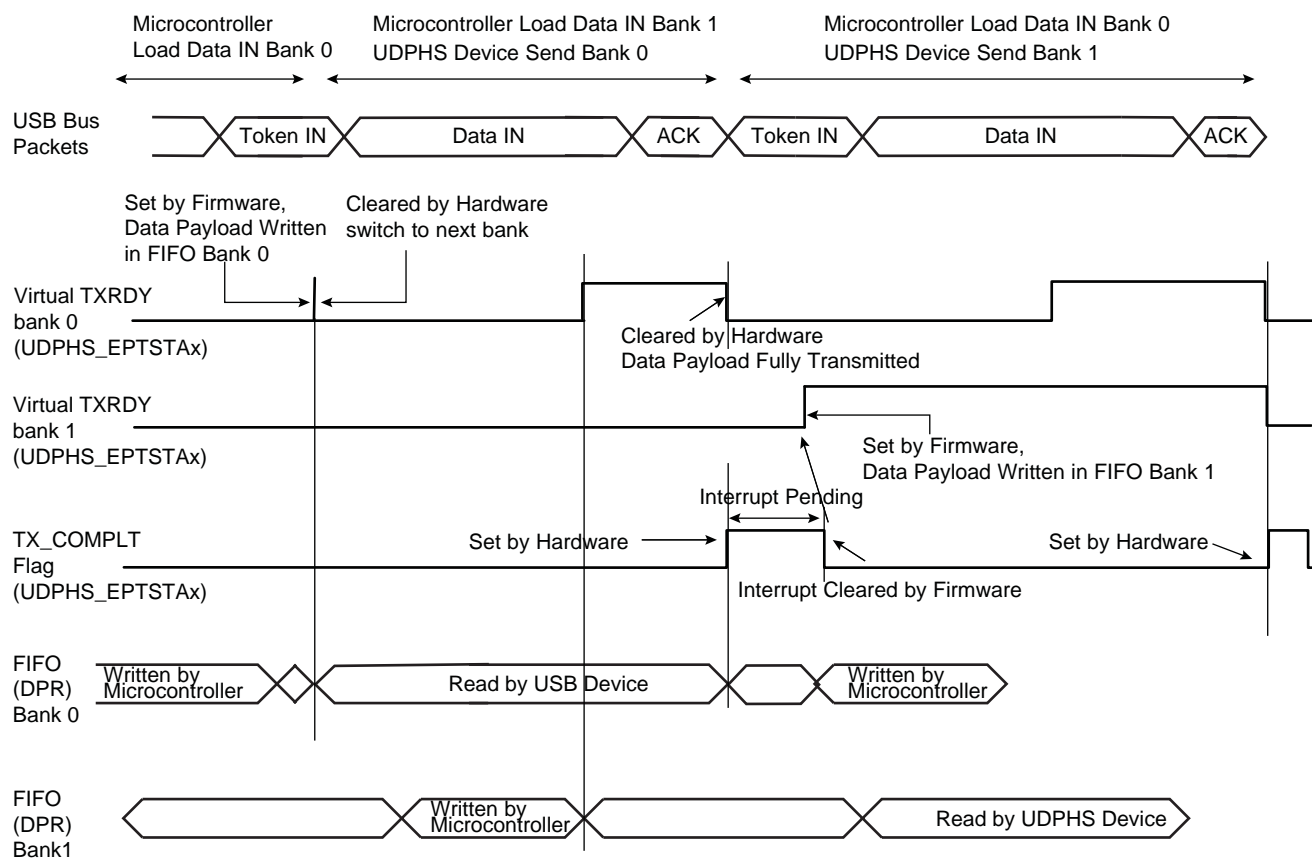 Microcontroller
Load Data IN Bank 0
Microcontroller Load Data IN Bank 1
UDPHS Device Send Bank 0
Microcontroller Load Data IN Bank 0
UDPHS Device Send Bank 1
USB Bus
Packets
Token IN
Data IN
ACK
Token IN
Data IN
ACK
Set by Firmware,
Data Payload Written
in FIFO Bank 0
Cleared by Hardware
switch to next bank
Virtual TXRDY
bank 0
(UDPHS_EPTSTAx)
Cleared by Hardware
Data Payload Fully Transmitted
Virtual TXRDY
bank 1
(UDPHS_EPTSTAx)
Set by Firmware,
Data Payload Written in FIFO Bank 1
Interrupt Pending
TX_COMPLT
Flag
(UDPHS_EPTSTAx)
Set by Hardware
Set by Hardware
Interrupt Cleared by Firmware
FIFO
(DPR)
Bank 0
Written by
Microcontroller
Read by USB Device
Written by
Microcontroller
FIFO
(DPR)
Bank1
Written by
Microcontroller
Read by UDPHS Device